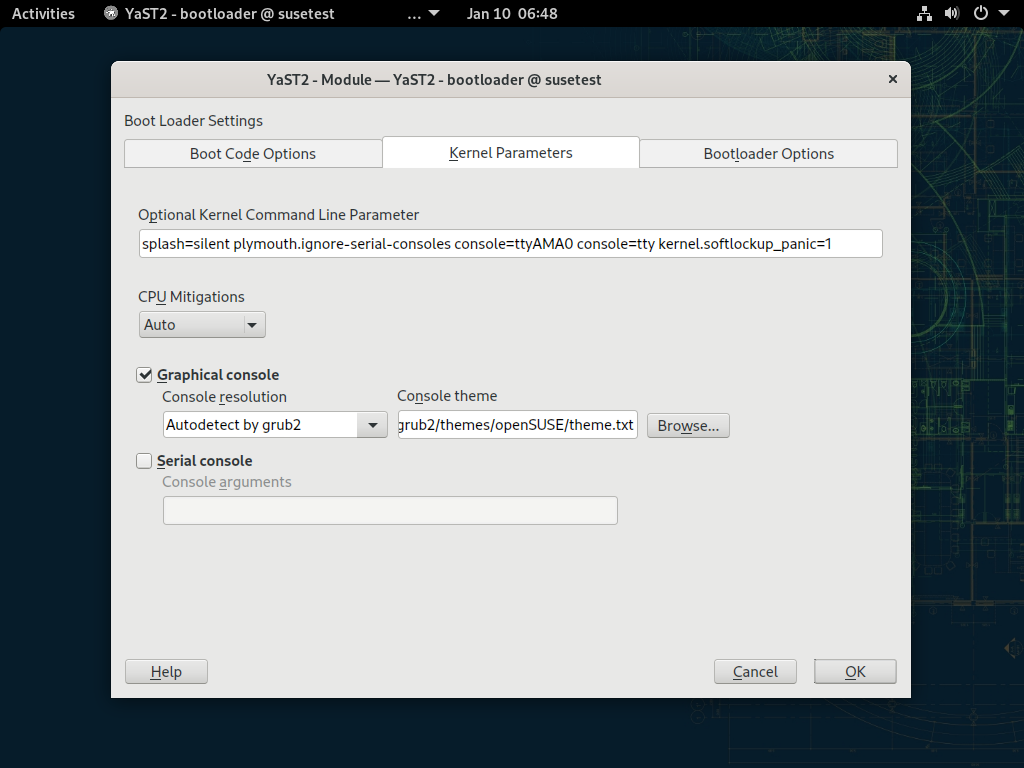 Activities YaST2 - bootloader @ susetest ... Jan 10 06:48
YaST2 - Module — YaST2 - bootloader @ susetest ×
Boot Loader Settings
Boot Code Options Kernel Parameters Bootloader Options
Optional Kernel Command Line Parameter
splash=silent plymouth.ignore-serial-consoles console=ttyAMA0 console=tty kernel.softlockup_panic=1
CPU Mitigations
Auto
Graphical console
Console resolution Console theme
Autodetect by grub2 grub2/themes/openSUSE/theme.txt Browse...
Serial console
Console arguments
Help Cancel OK